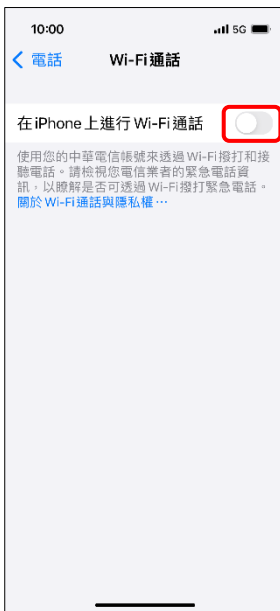 10:00
5G
電話
Wi-Fi通話
在iPhone上進行Wi-Fi通話
使用您的中華電信帳號來透過Wi-Fi撥打和接
聽電話。請檢視您電信業者的緊急電話資
訊，以瞭解是否可透過Wi-Fi撥打緊急電話。
關於Wi-Fi通話與隱私權⋯